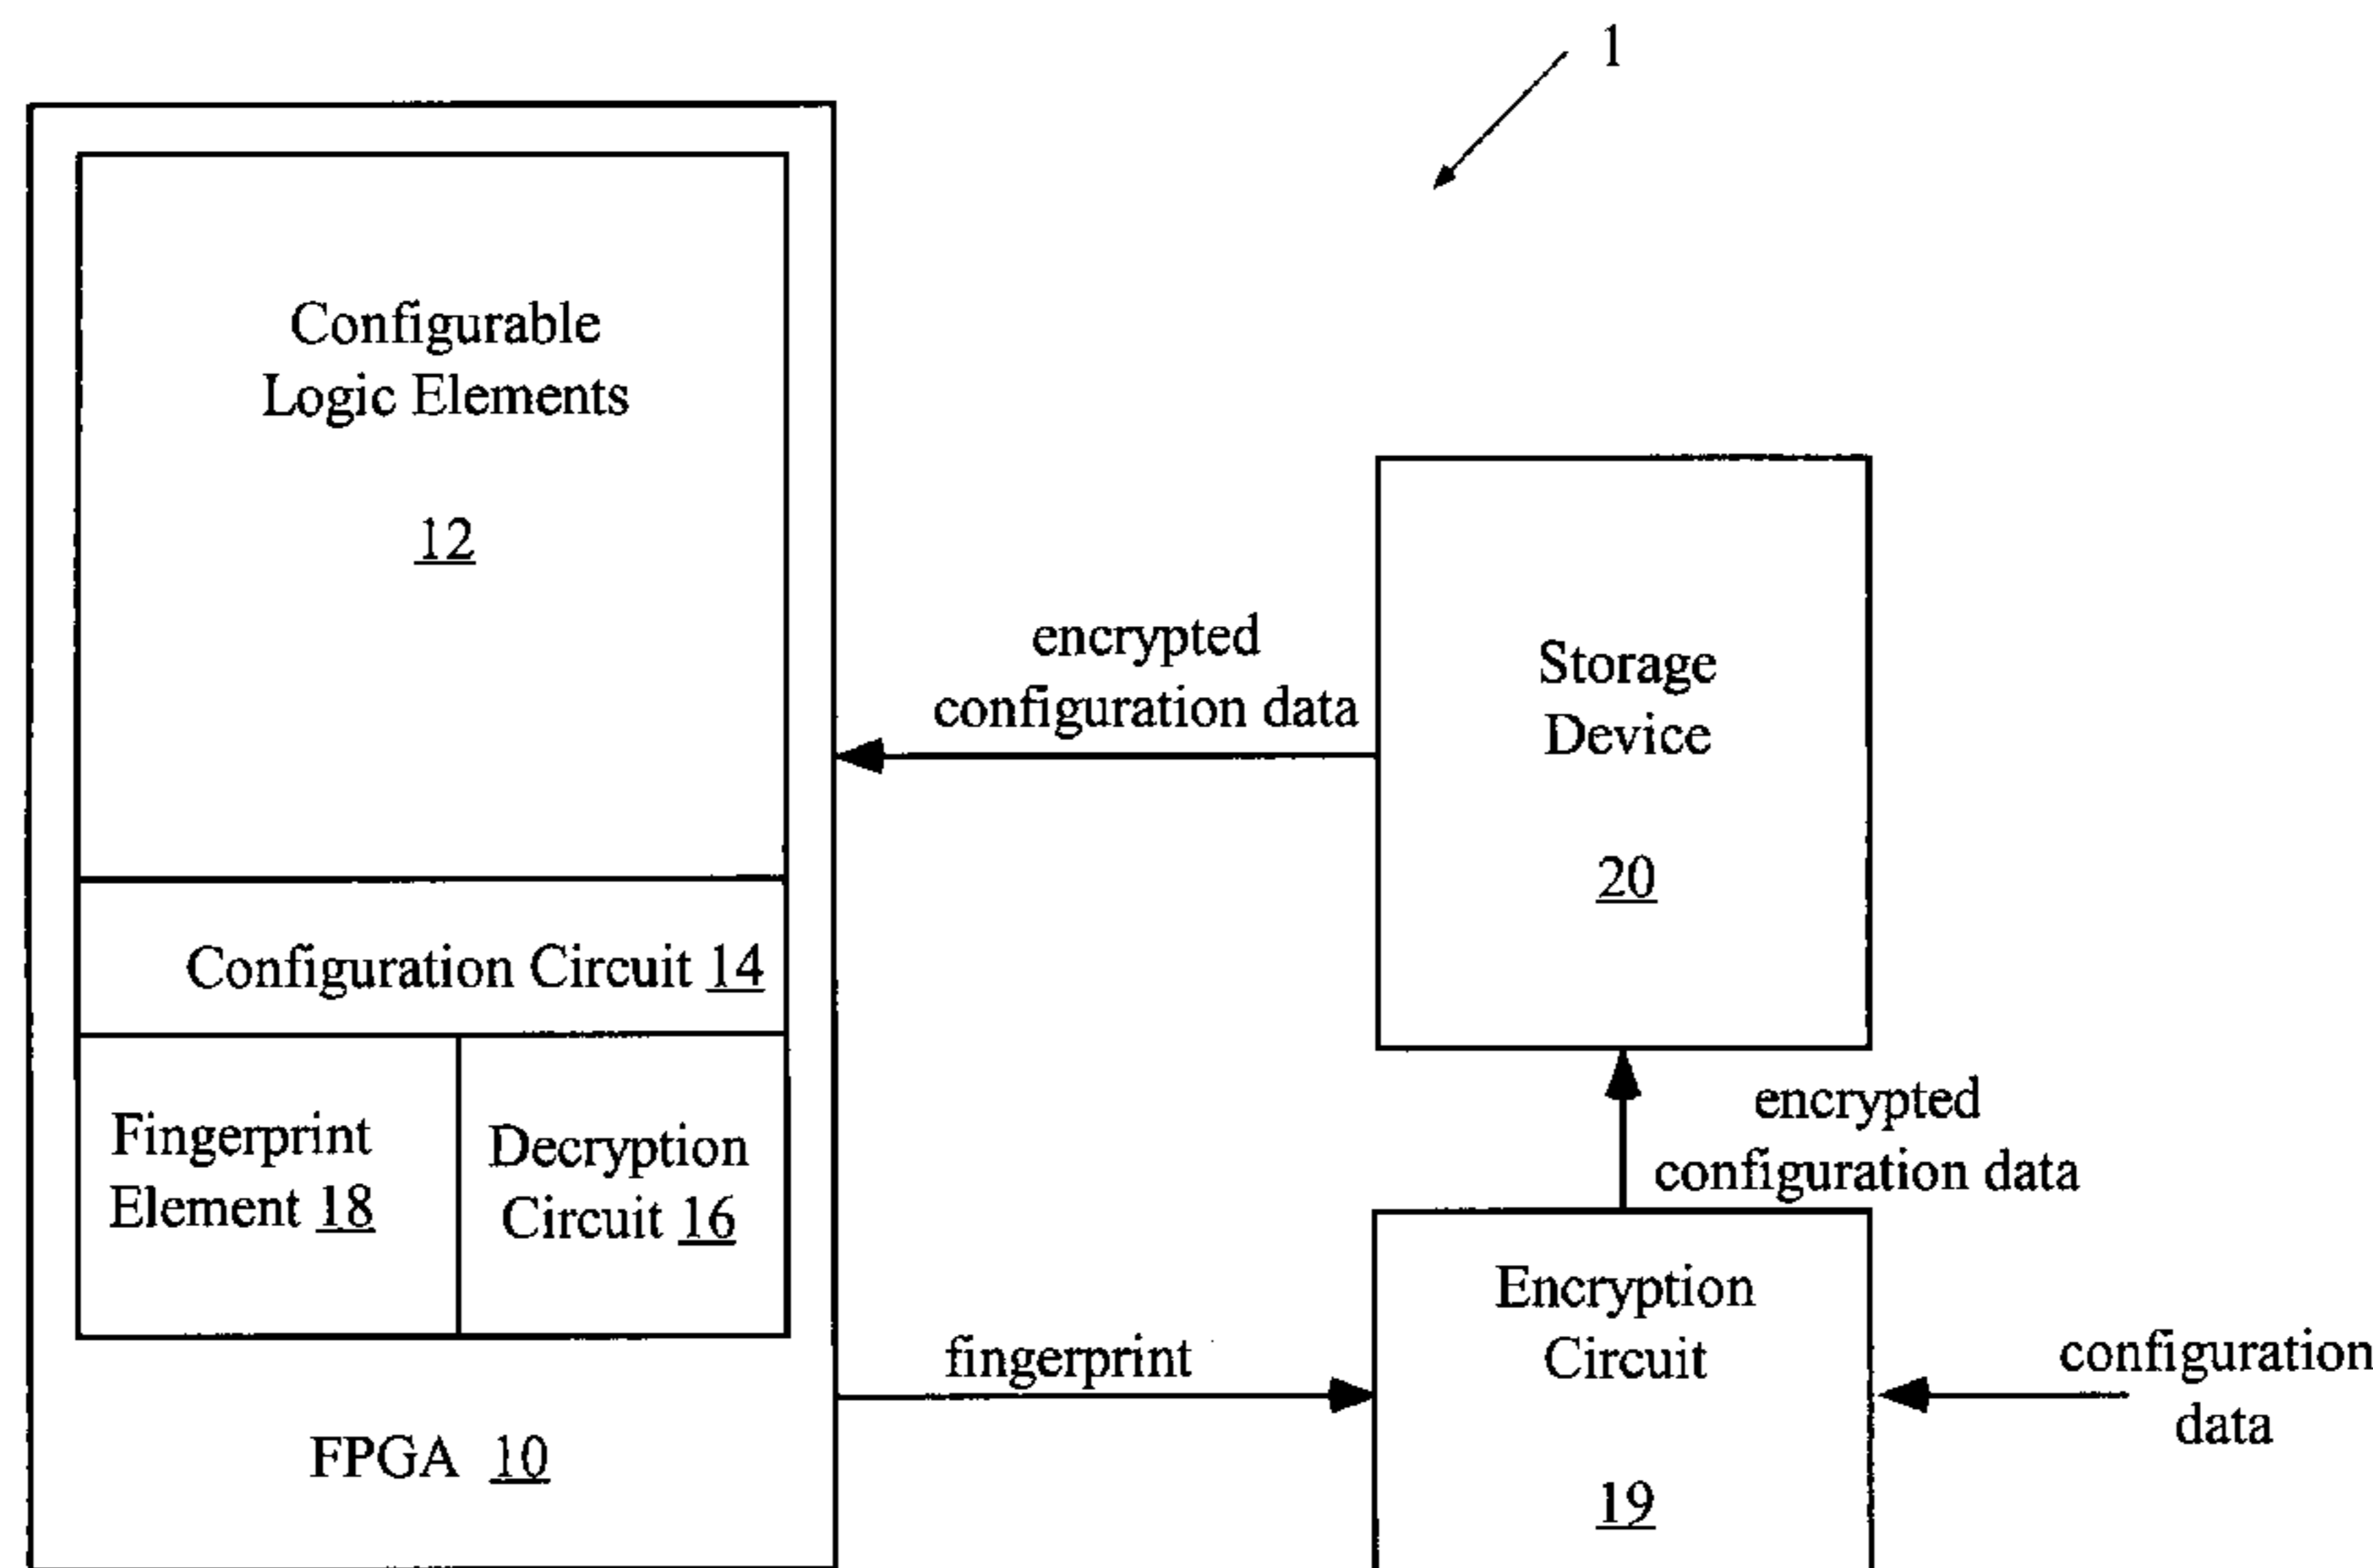 1
Configurable
Logic Elements
12
Configuration Circuit 14
Fingerprint
Element 18
Decryption
Circuit 16
FPGA 10
encrypted
configuration data
Storage
Device
20
encrypted
configuration data
fingerprint
Encryption
Circuit
19
configuration
data